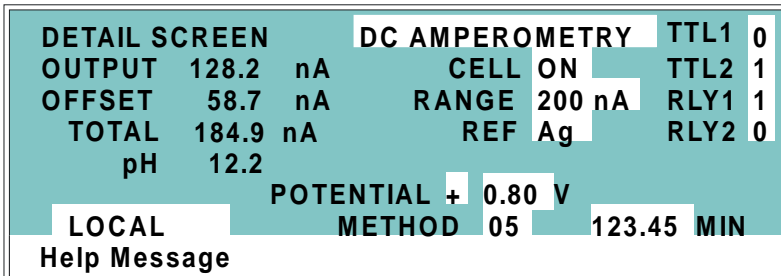 DETAIL SCREEN DC AMPEROMETRY TTL1 0
OUTPUT 128.2 nA CELL ON TTL2 1
OFFSET 58.7 nA RANGE 200 nA RLY1 1
TOTAL 184.9 nA REF Ag RLY2 0
pH 12.2
POTENTIAL + 0.80 V
LOCAL METHOD 05 123.45 MIN
Help Message